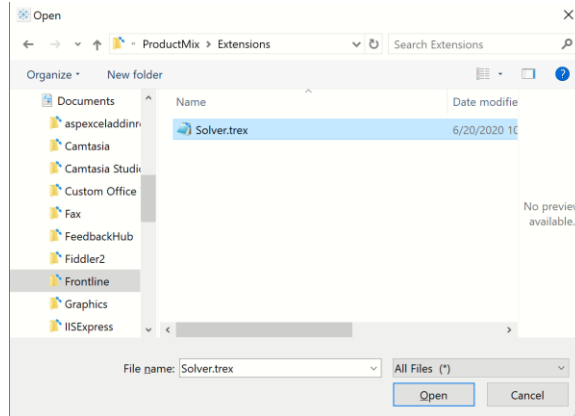 Open
ProductMix > Extensions
Search Extensions
Organize
New folder
Documents
Name
Date modifie
aspexceladdinr
Solver.trex
6/20/2020 10
Camtasia
Camtasia Studi
Custom Office
Fax
FeedbackHub
Fiddler2
Frontline
Graphics
IISExpress
No preview
available.
File name:
Solver.trex
All Files (*)
Open
Cancel